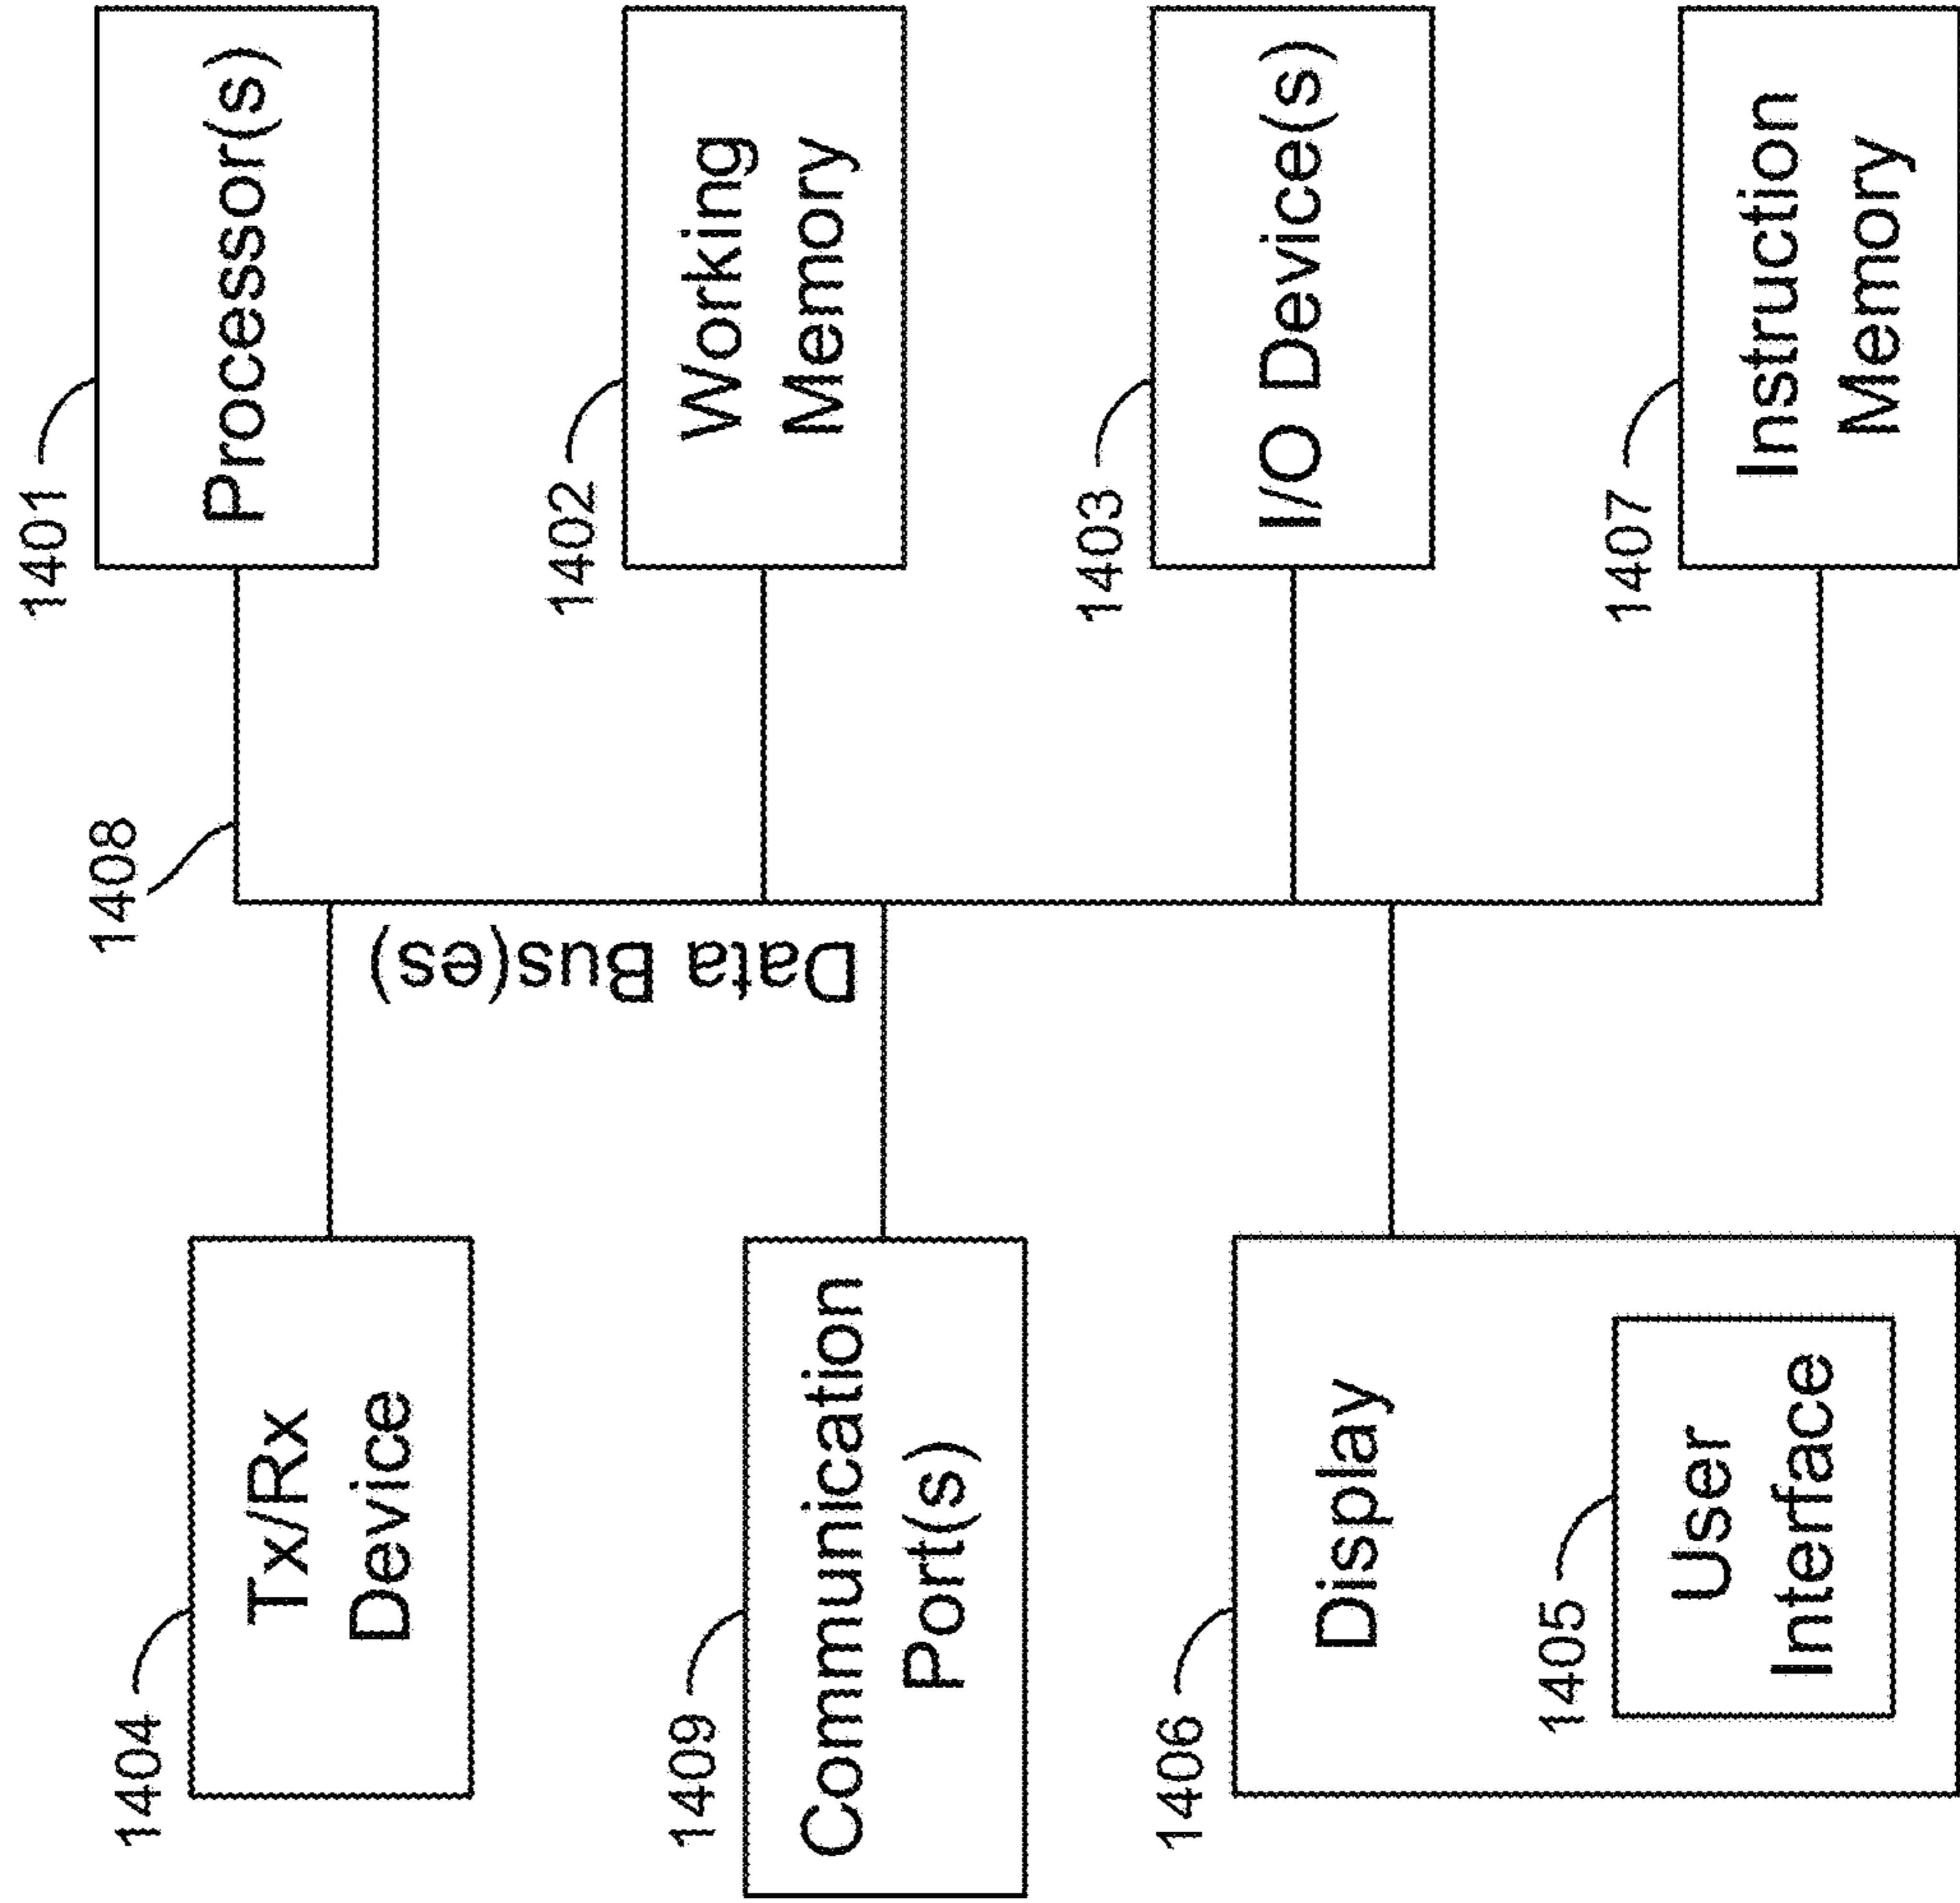 1404
Tx/Rx
Device
1409
Communication
Port(s)
1406
Display
1405
User
Interface
1408
Data Bus(es)
1401
Processor(s)
1402
Working
Memory
1403
I/O Device(s)
1407
Instruction
Memory